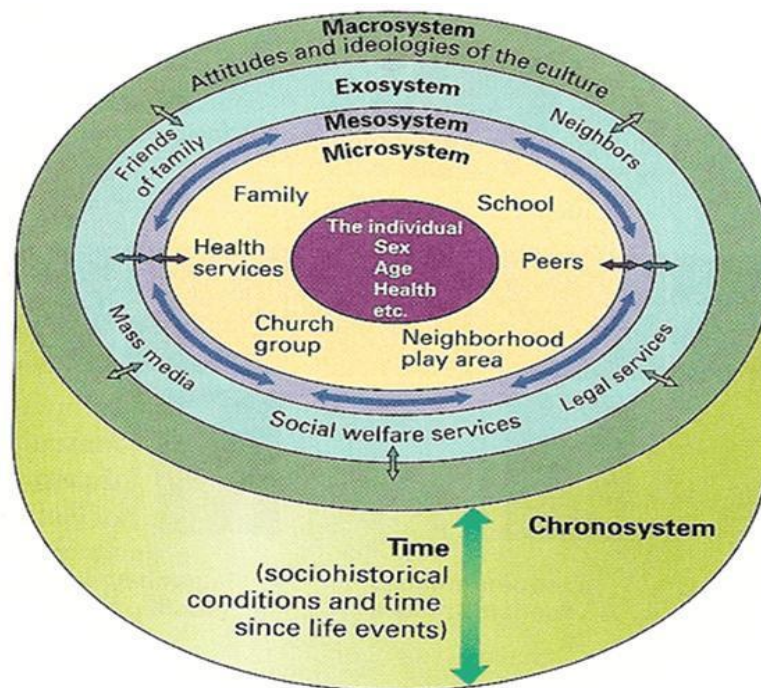 Macrosystem
Attitudes and ideologies of the culture
Exosystem
Mesosystem
Microsystem
Friends
of family
Neighbors
Family
School
The individual
Sex
Age
Health
etc.
Health
services
Peers
Church
group
Neighborhood
play area
Mass media
Legal services
Social welfare services
Chronosystem
Time
(sociohistorical
conditions and time
since life events)